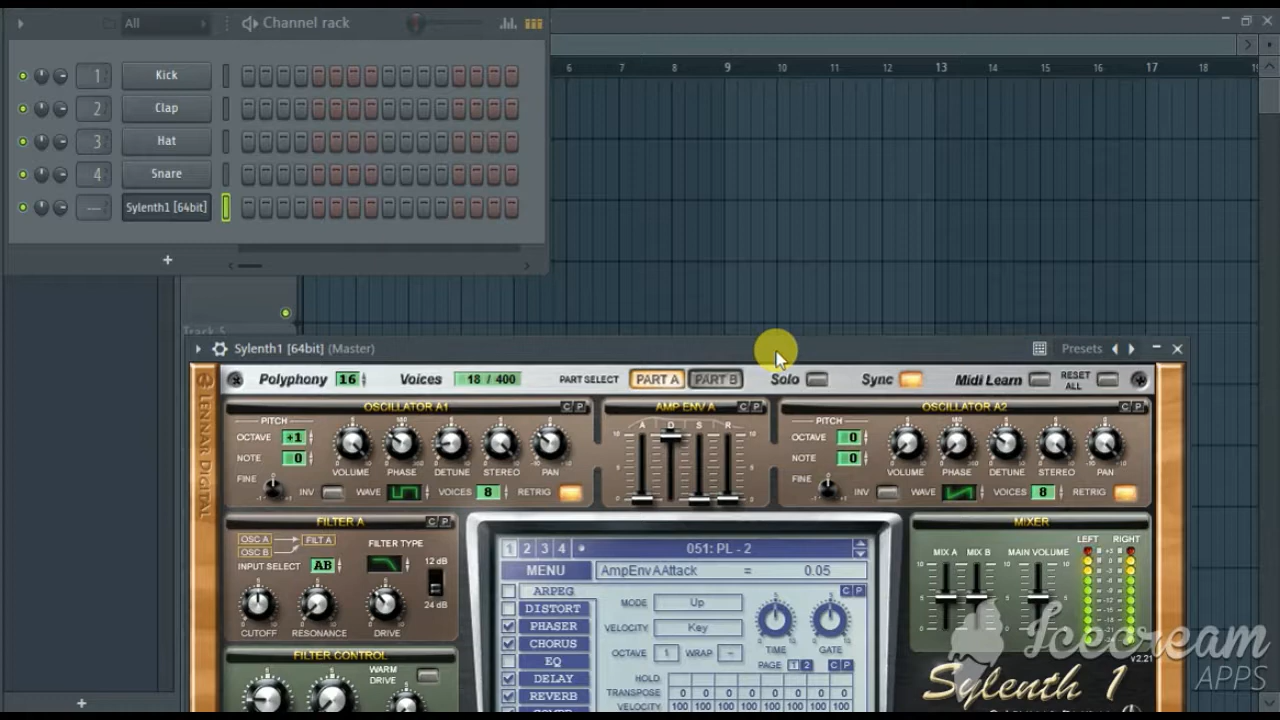 All Channel rack
1 Kick
2 Clap
3 Hat
4 Snare
--- Sylenth1 [64bit]
+
6 7 8 9 10 11 12 13 14 15 16 17 18
Track 5
Sylenth1 [64bit] (Master) Presets
LENNAR DIGITAL
Polyphony 16 Voices 18 / 400 PART SELECT PART A PART B Solo Sync Midi Learn RESET ALL
OSCILLATOR A1 C P
PITCH
OCTAVE +1
NOTE 0
FINE
VOLUME PHASE DETUNE STEREO PAN
INV WAVE VOICES 8 RETRIG
AMP ENV A C P
A D S R
OSCILLATOR A2 C P
PITCH
OCTAVE 0
NOTE 0
FINE
VOLUME PHASE DETUNE STEREO PAN
INV WAVE VOICES 8 RETRIG
FILTER A C P
OSC A FILT A
OSC B
INPUT SELECT AB
FILTER TYPE
12 dB
24 dB
CUTOFF RESONANCE DRIVE
FILTER CONTROL
WARM DRIVE
1 2 3 4 051: PL - 2
MENU AmpEnvAAttack = 0.05
ARPEG
DISTORT
PHASER
CHORUS
EQ
DELAY
REVERB
MODE Up
VELOCITY Key
OCTAVE 1 WRAP -
C P
TIME GATE
PAGE 1 2 C P
HOLD
TRANSPOSE 0 0 0 0 0 0 0 0
VELOCITY 100 100 100 100 100 100 100 100
MIXER
MIX A MIX B MAIN VOLUME LEFT RIGHT
v2.21
Sylenth 1
Icecream
APPS